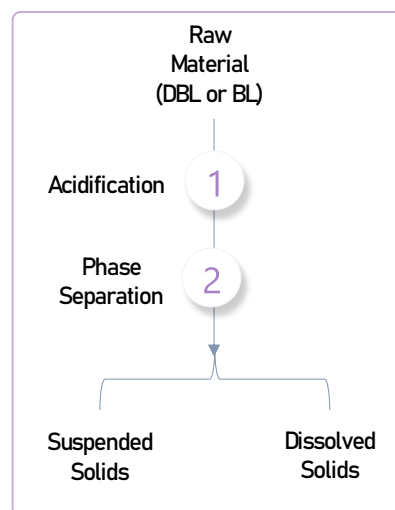 Raw
Material
(DBL or BL)
Acidification
1
Phase
Separation
2
Suspended
Solids
Dissolved
Solids